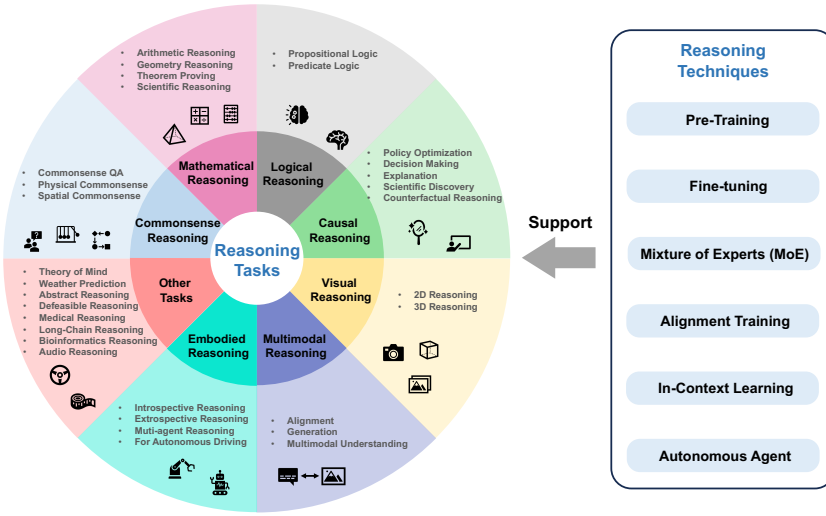 Arithmetic Reasoning
Geometry Reasoning
Theorem Proving
Scientific Reasoning
Mathematical
Reasoning
Propositional Logic
Predicate Logic
Logical
Reasoning
Policy Optimization
Decision Making
Explanation
Scientific Discovery
Counterfactual Reasoning
Causal
Reasoning
2D Reasoning
3D Reasoning
Visual
Reasoning
Alignment
Generation
Multimodal Understanding
Multimodal
Reasoning
Introspective Reasoning
Extrospective Reasoning
Muti-agent Reasoning
For Autonomous Driving
Embodied
Reasoning
Theory of Mind
Weather Prediction
Abstract Reasoning
Defeasible Reasoning
Medical Reasoning
Long-Chain Reasoning
Bioinformatics Reasoning
Audio Reasoning
Other
Tasks
Commonsense QA
Physical Commonsense
Spatial Commonsense
Commonsense
Reasoning
Reasoning
Tasks
Support
Reasoning
Techniques
Pre-Training
Fine-tuning
Mixture of Experts (MoE)
Alignment Training
In-Context Learning
Autonomous Agent